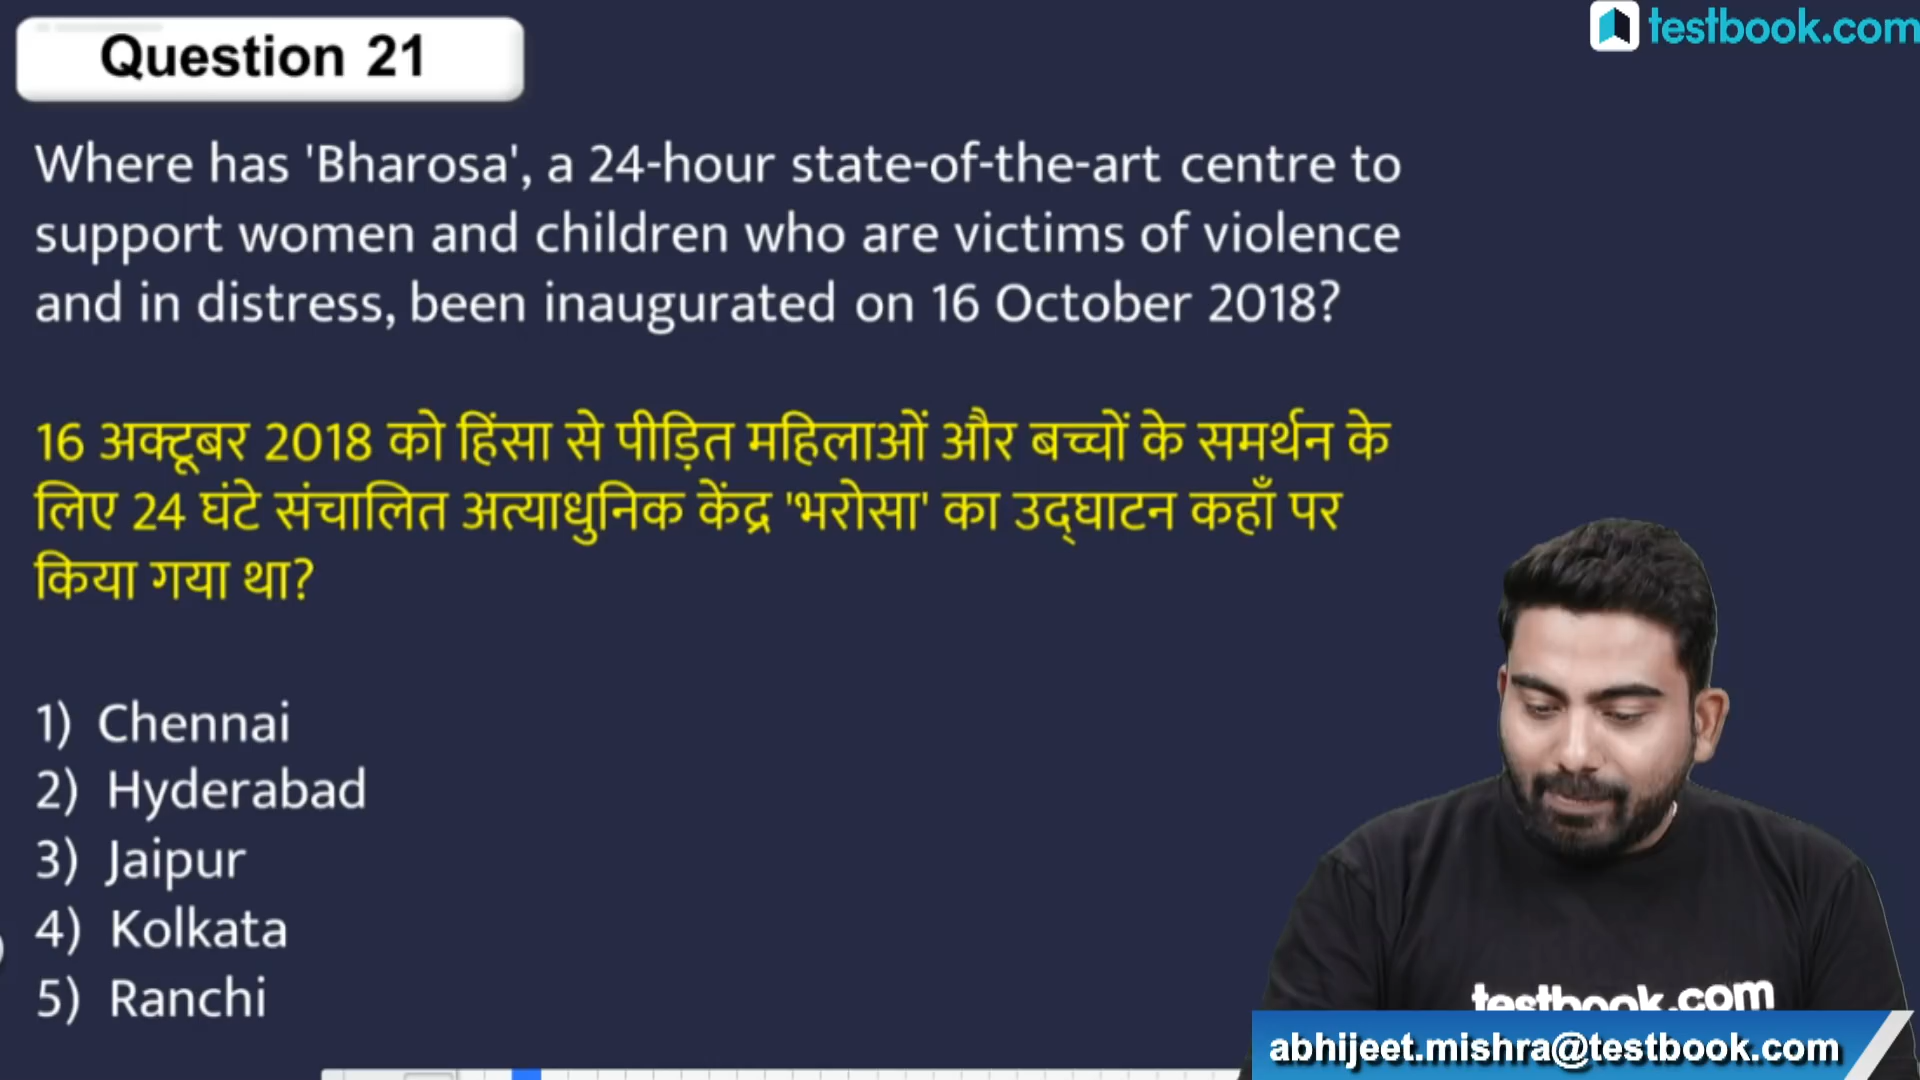 Question 21
testbook.com
Where has 'Bharosa', a 24-hour state-of-the-art centre to
support women and children who are victims of violence
and in distress, been inaugurated on 16 October 2018?
16 अक्टूबर 2018 को हिंसा से पीड़ित महिलाओं और बच्चों के समर्थन के
लिए 24 घंटे संचालित अत्याधुनिक केंद्र 'भरोसा' का उद्घाटन कहाँ पर
किया गया था?
1) Chennai
2) Hyderabad
3) Jaipur
4) Kolkata
5) Ranchi
testbook.com
abhijeet.mishra@testbook.com